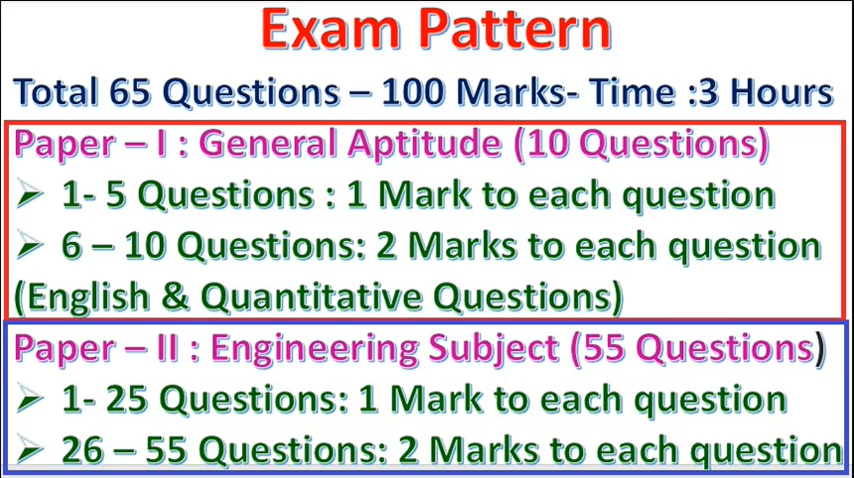 Exam Pattern
Total 65 Questions – 100 Marks- Time :3 Hours
Paper – I : General Aptitude (10 Questions)
➢ 1- 5 Questions : 1 Mark to each question
➢ 6 – 10 Questions: 2 Marks to each question
(English & Quantitative Questions)
Paper – II : Engineering Subject (55 Questions)
➢ 1- 25 Questions: 1 Mark to each question
➢ 26 – 55 Questions: 2 Marks to each question